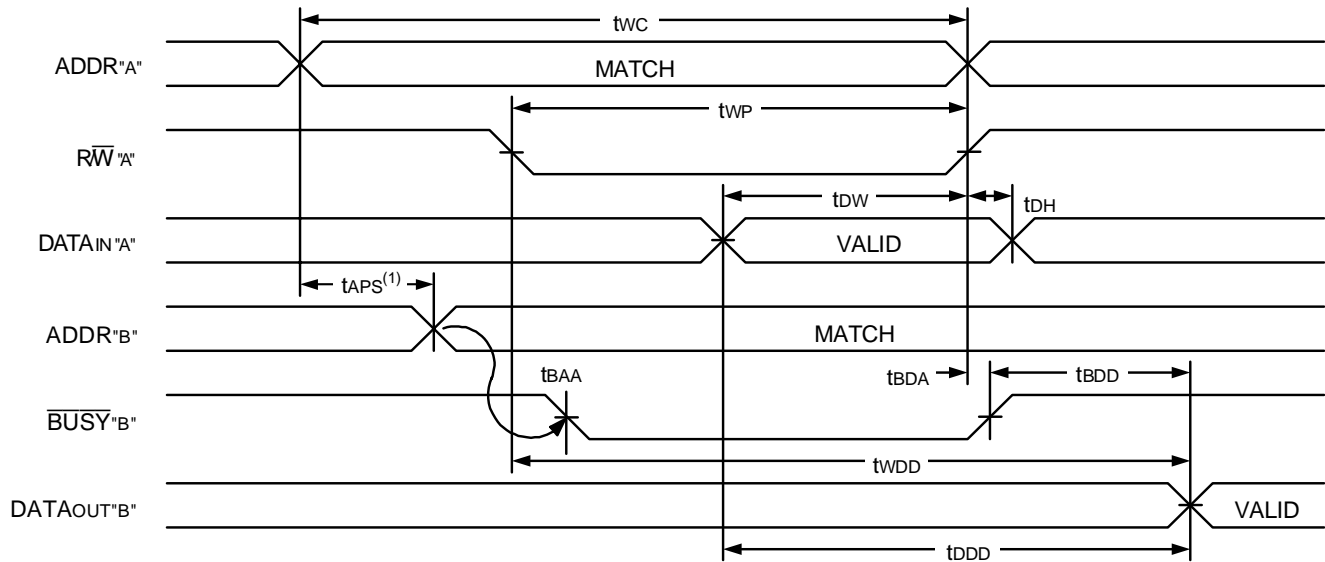 tWC
ADDR"A"
MATCH
tWP
R/W̅"A"
tDW
tDH
DATAIN"A"
VALID
tAPS(1)
ADDR"B"
MATCH
tBAA
tBDA
tBDD
B̅U̅S̅Y̅"B"
tWDD
DATAOUT"B"
VALID
tDDD